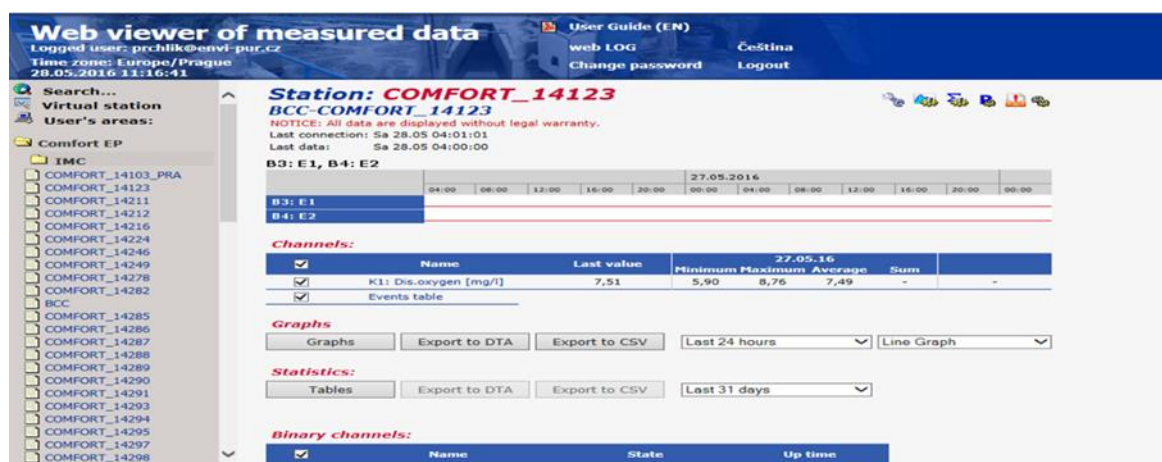 Web viewer of measured data
Logged user: prchlik@envi-pur.cz
Time zone: Europe/Prague
28.05.2016 11:16:41
User Guide (EN)
web LOG Čeština
Change password Logout
Search...
Virtual station
User's areas:
Comfort EP
IMC
COMFORT_14103_PRA
COMFORT_14123
COMFORT_14211
COMFORT_14212
COMFORT_14216
COMFORT_14224
COMFORT_14246
COMFORT_14249
COMFORT_14278
COMFORT_14282
BCC
COMFORT_14285
COMFORT_14286
COMFORT_14287
COMFORT_14288
COMFORT_14289
COMFORT_14290
COMFORT_14291
COMFORT_14293
COMFORT_14294
COMFORT_14295
COMFORT_14297
COMFORT_14298
Station: COMFORT_14123
BCC-COMFORT_14123
NOTICE: All data are displayed without legal warranty.
Last connection: Sa 28.05 04:01:01
Last data: Sa 28.05 04:00:00
B3: E1, B4: E2
27.05.2016
04:00 08:00 12:00 16:00 20:00 00:00 04:00 08:00 12:00 16:00 20:00 00:00
B3: E1
B4: E2
Channels:
Name Last value 27.05.16
Minimum Maximum Average Sum
K1: Dis.oxygen [mg/l] 7,51 5,90 8,76 7,49 - -
Events table
Graphs
Graphs Export to DTA Export to CSV Last 24 hours Line Graph
Statistics:
Tables Export to DTA Export to CSV Last 31 days
Binary channels:
Name State Up time